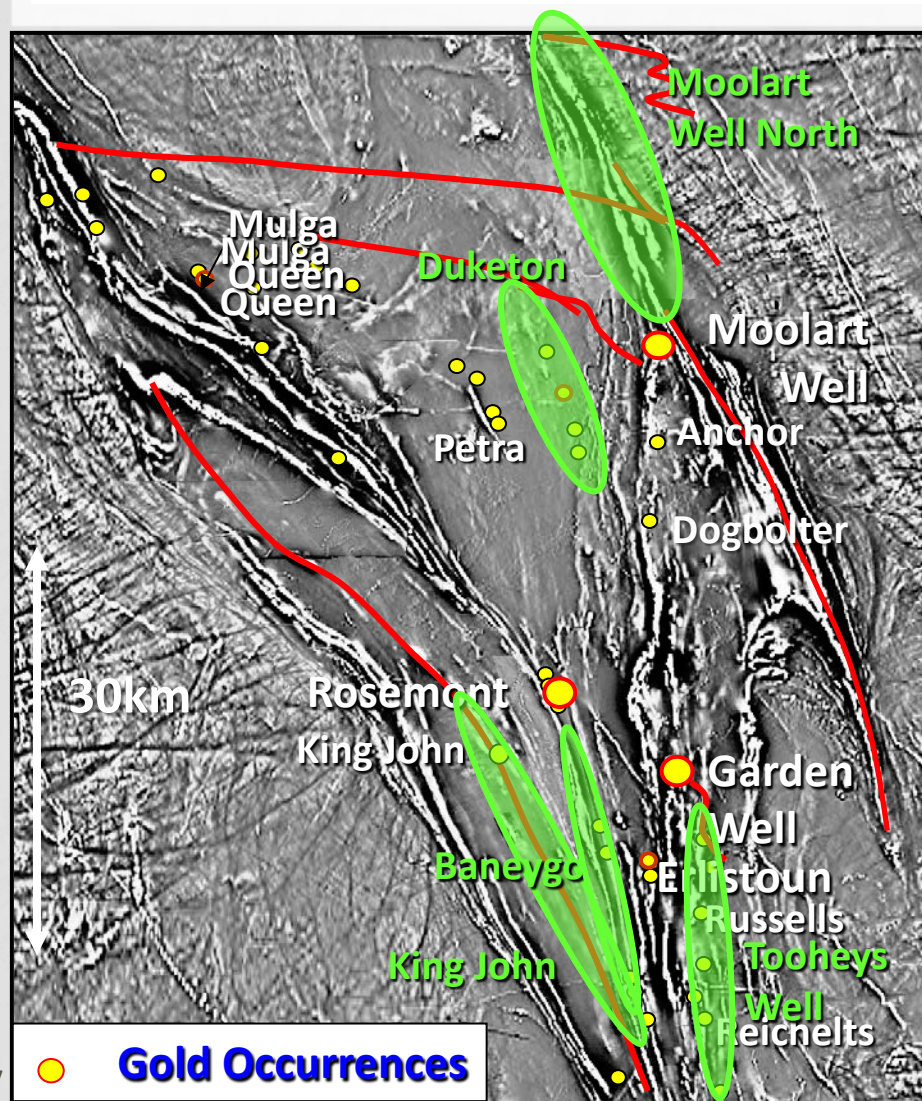 Moolart
Well North
Mulga
Mulga
Queen
Queen
Duketon
Moolart
Well
Anchor
Petra
Dogbolter
30km
Rosemont
King John
Garden
Well
Baneygo
Erlistoun
Russells
King John
Tooheys
Well
Reichelts
Gold Occurrences